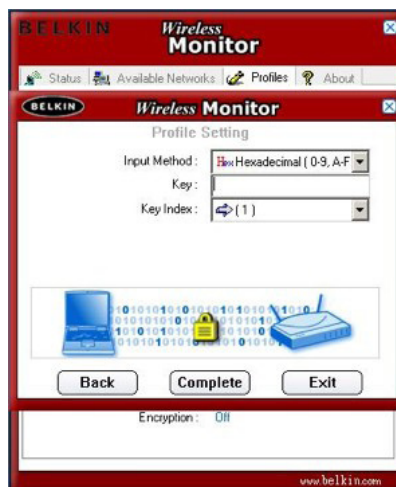 BELKIN Wireless Monitor
Status Available Networks Profiles About
BELKIN Wireless Monitor
Profile Setting
Input Method : Hex Hexadecimal ( 0-9, A-F
Key :
Key Index : ( 1 )
Back Complete Exit
Encryption : Off
www.belkin.com